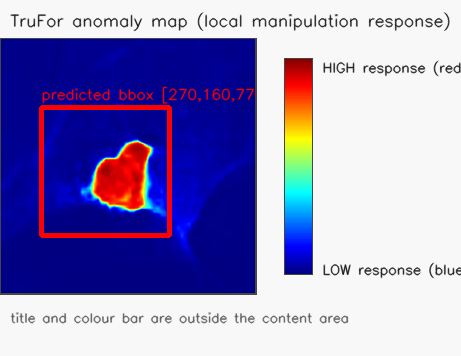 TruFor anomaly map (local manipulation response)
predicted bbox [270,160,77
HIGH response (red
LOW response (blue
title and colour bar are outside the content area